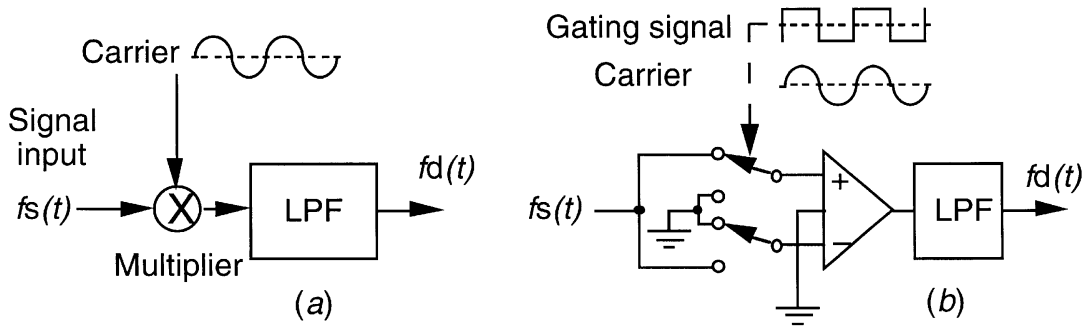 Carrier
Signal
input
fs(t)
X
Multiplier
LPF
fd(t)
(a)
Gating signal
Carrier
fs(t)
+
−
LPF
fd(t)
(b)